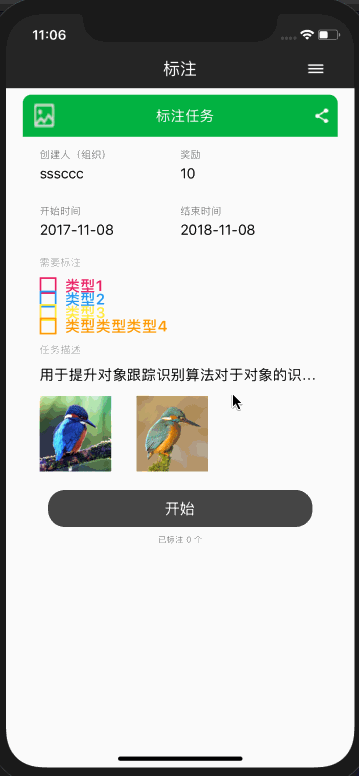 11:06
标注
标注任务
创建人（组织） 奖励
sssccc 10
开始时间 结束时间
2017-11-08 2018-11-08
需要标注
类型1
类型2
类型3
类型类型类型4
任务描述
用于提升对象跟踪识别算法对于对象的识...
开始
已标注 0 个